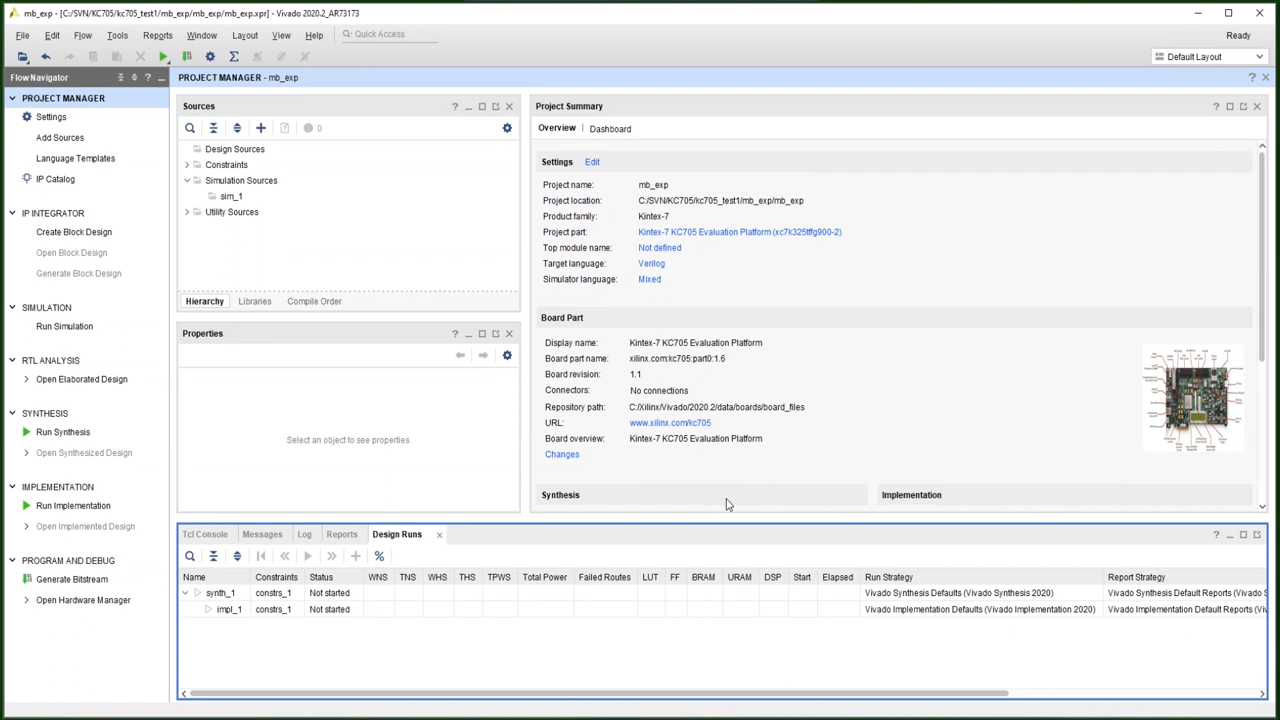 mb_exp - [C:/SVN/KC705/kc705_test1/mb_exp/mb_exp/mb_exp.xpr] - Vivado 2020.2_AR73173
File Edit Flow Tools Reports Window Layout View Help Quick Access Ready
Default Layout
Flow Navigator
PROJECT MANAGER
Settings
Add Sources
Language Templates
IP Catalog
IP INTEGRATOR
Create Block Design
Open Block Design
Generate Block Design
SIMULATION
Run Simulation
RTL ANALYSIS
Open Elaborated Design
SYNTHESIS
Run Synthesis
Open Synthesized Design
IMPLEMENTATION
Run Implementation
Open Implemented Design
PROGRAM AND DEBUG
Generate Bitstream
Open Hardware Manager
PROJECT MANAGER - mb_exp
Sources
0
Design Sources
Constraints
Simulation Sources
sim_1
Utility Sources
Hierarchy Libraries Compile Order
Properties
Select an object to see properties
Project Summary
Overview Dashboard
Settings Edit
Project name: mb_exp
Project location: C:/SVN/KC705/kc705_test1/mb_exp/mb_exp
Product family: Kintex-7
Project part: Kintex-7 KC705 Evaluation Platform (xc7k325tffg900-2)
Top module name: Not defined
Target language: Verilog
Simulator language: Mixed
Board Part
Display name: Kintex-7 KC705 Evaluation Platform
Board part name: xilinx.com:kc705:part0:1.6
Board revision: 1.1
Connectors: No connections
Repository path: C:/Xilinx/Vivado/2020.2/data/boards/board_files
URL: www.xilinx.com/kc705
Board overview: Kintex-7 KC705 Evaluation Platform
Changes
Synthesis Implementation
Tcl Console Messages Log Reports Design Runs
Name Constraints Status WNS TNS WHS THS TPWS Total Power Failed Routes LUT FF BRAM URAM DSP Start Elapsed Run Strategy Report Strategy
synth_1 constrs_1 Not started Vivado Synthesis Defaults (Vivado Synthesis 2020) Vivado Synthesis Default Reports (Vivado S
impl_1 constrs_1 Not started Vivado Implementation Defaults (Vivado Implementation 2020) Vivado Implementation Default Reports (Vi